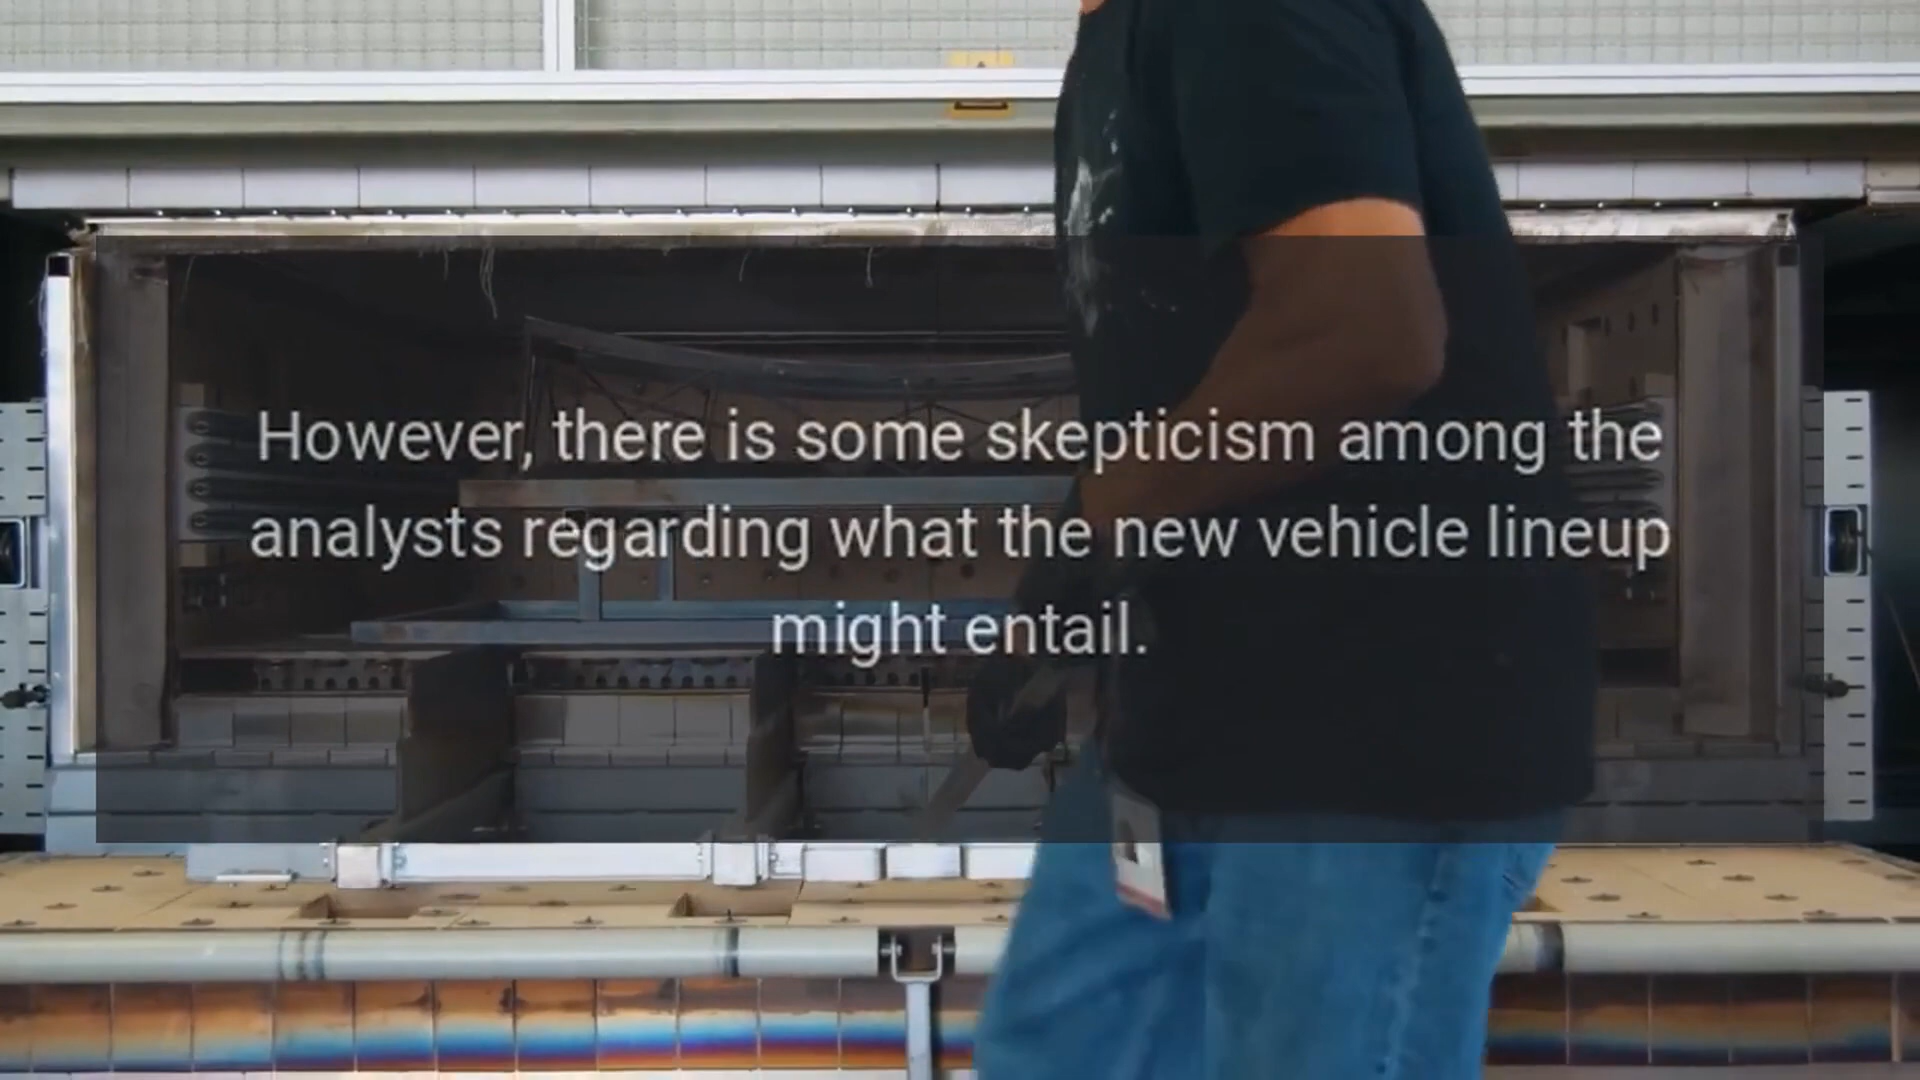 However, there is some skepticism among the
analysts regarding what the new vehicle lineup
might entail.